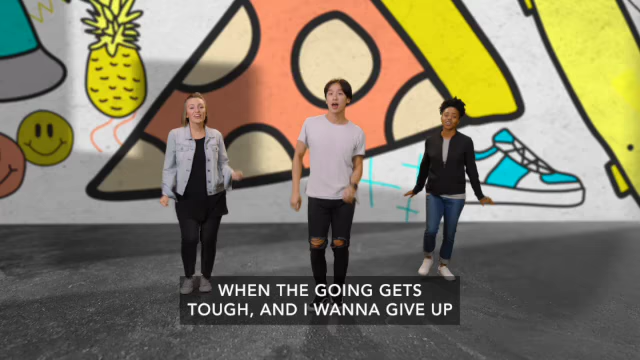 WHEN THE GOING GETS
TOUGH, AND I WANNA GIVE UP